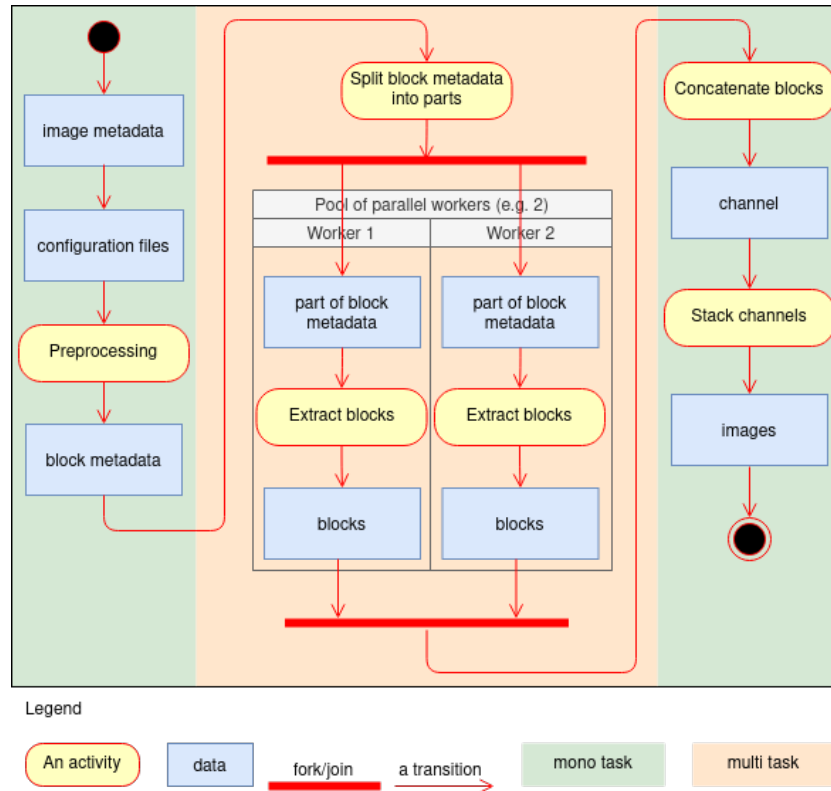 image metadata
configuration files
Preprocessing
block metadata
Split block metadata
into parts
Pool of parallel workers (e.g. 2)
Worker 1
Worker 2
part of block
metadata
part of block
metadata
Extract blocks
Extract blocks
blocks
blocks
Concatenate blocks
channel
Stack channels
images
Legend
An activity
data
fork/join
a transition
mono task
multi task